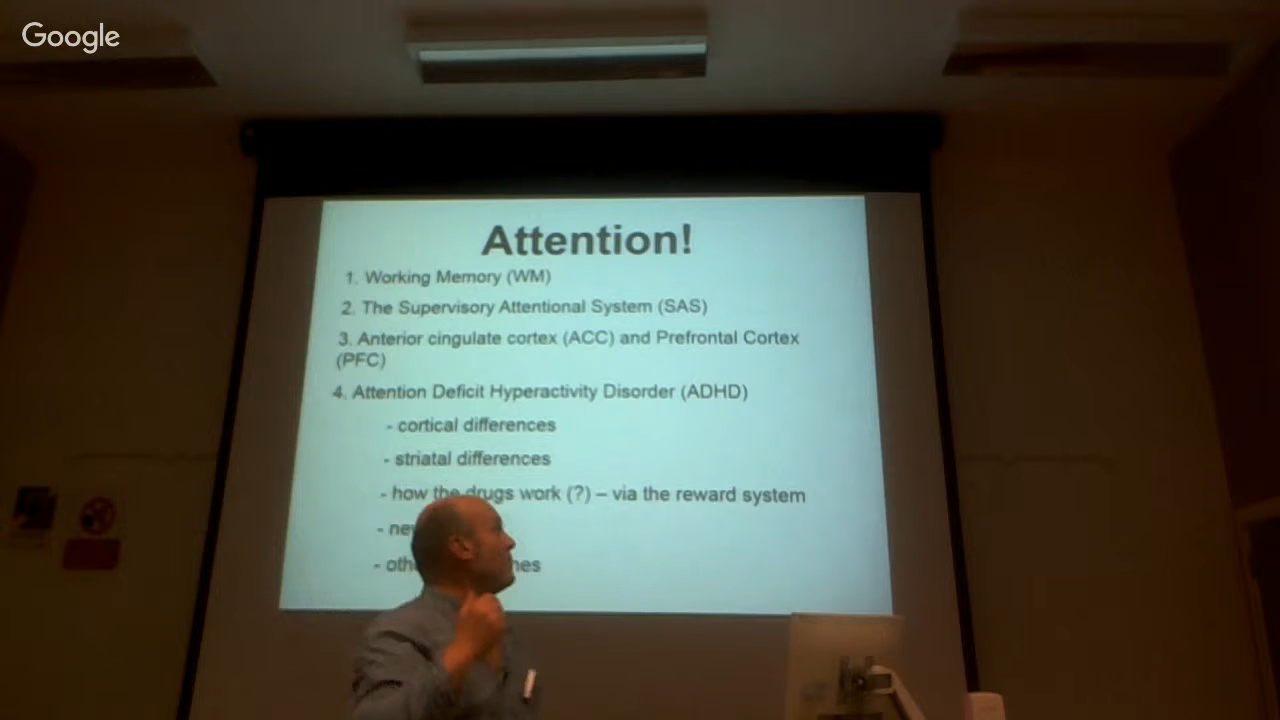 Google
Attention!
1. Working Memory (WM)
2. The Supervisory Attentional System (SAS)
3. Anterior cingulate cortex (ACC) and Prefrontal Cortex
(PFC)
4. Attention Deficit Hyperactivity Disorder (ADHD)
- cortical differences
- striatal differences
- how the drugs work (?) – via the reward system
-
-